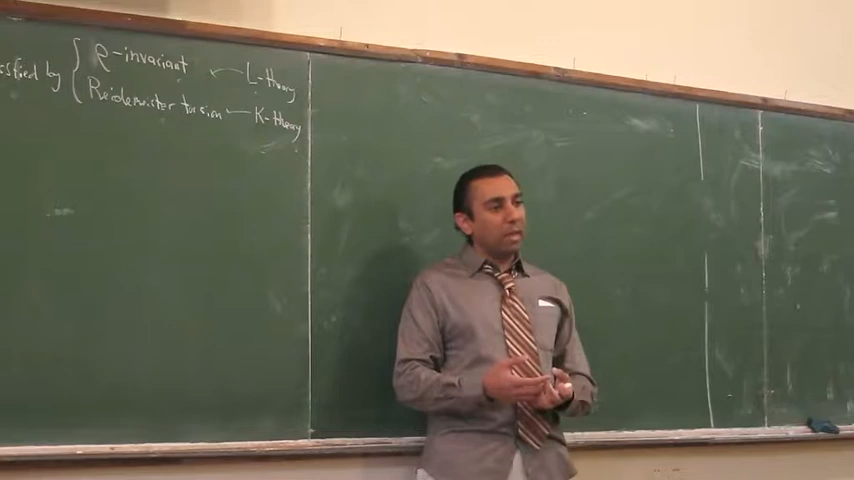 ssified by { R-invariant ← L-theory
Reidemeister torsion ← K-theory